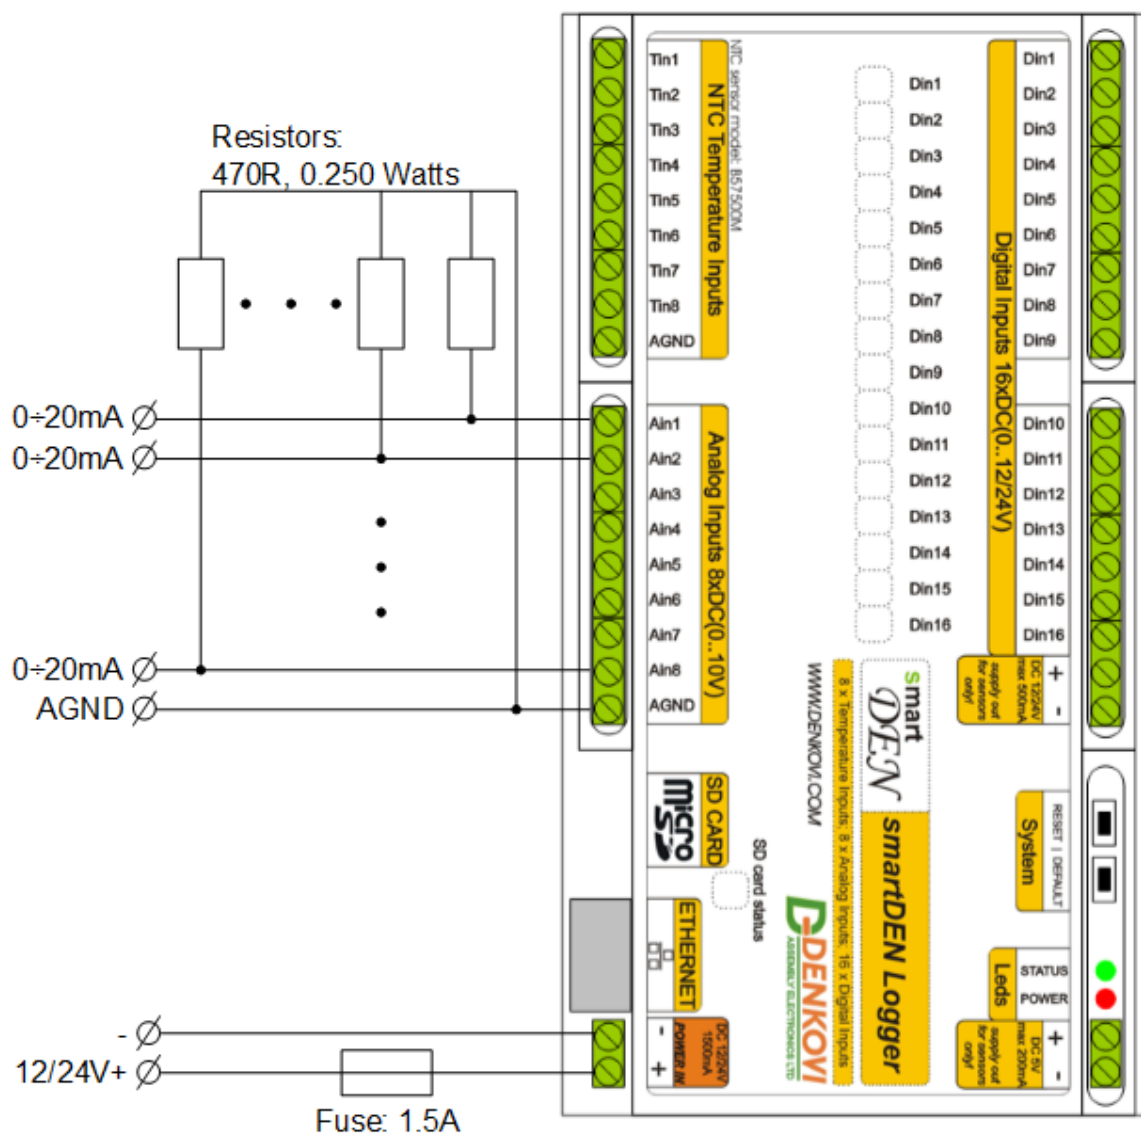 Resistors:
470R, 0.250 Watts
0÷20mA
0÷20mA
0÷20mA
AGND
-
12/24V+
Fuse: 1.5A
Tin1
Tin2
Tin3
Tin4
Tin5
Tin6
Tin7
Tin8
AGND
NTC Temperature Inputs
NTC sensor model: B57500M
Ain1
Ain2
Ain3
Ain4
Ain5
Ain6
Ain7
Ain8
AGND
Analog Inputs 8xDC(0..10V)
micro
SD
SD CARD
SD card status
ETHERNET
- +
POWER IN
DC 12/24V
1500mA
Din1
Din2
Din3
Din4
Din5
Din6
Din7
Din8
Din9
Din10
Din11
Din12
Din13
Din14
Din15
Din16
Digital Inputs 16xDC(0..12/24V)
Din1
Din2
Din3
Din4
Din5
Din6
Din7
Din8
Din9
Din10
Din11
Din12
Din13
Din14
Din15
Din16
+ -
DC 12/24V
max 500mA
supply out
for sensors
only!
smart
DEN
smartDEN Logger
8 x Temperature Inputs; 8 x Analog Inputs; 16 x Digital Inputs
WWW.DENKOVI.COM
D-DENKOVI
ASSEMBLY ELECTRONICS LTD
RESET | DEFAULT
System
STATUS
POWER
Leds
+ -
DC 5V
max 200mA
supply out
for sensors
only!